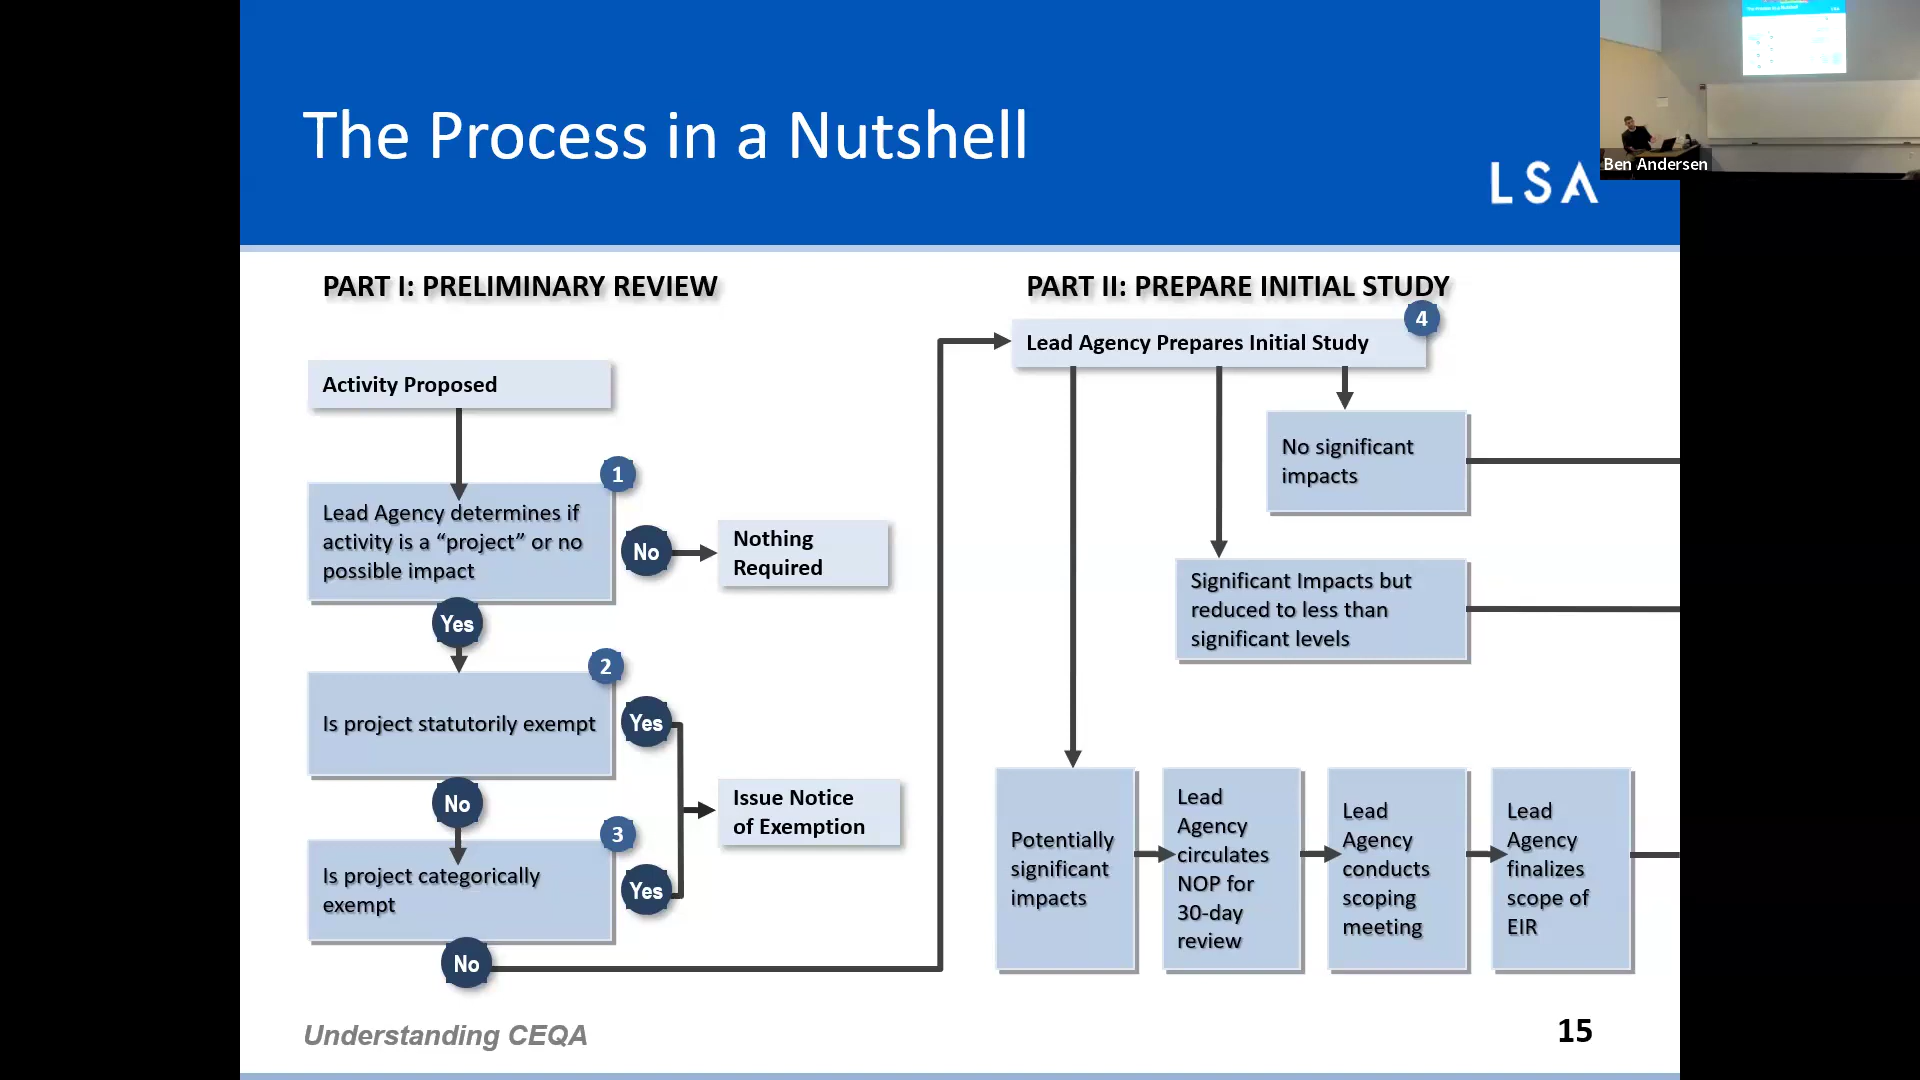 The Process in a Nutshell
LSA
Ben Andersen
PART I: PRELIMINARY REVIEW
Activity Proposed
1
Lead Agency determines if
activity is a “project” or no
possible impact
No
Nothing
Required
Yes
2
Is project statutorily exempt
Yes
No
Issue Notice
of Exemption
3
Is project categorically
exempt
Yes
No
PART II: PREPARE INITIAL STUDY
4
Lead Agency Prepares Initial Study
No significant
impacts
Significant Impacts but
reduced to less than
significant levels
Potentially
significant
impacts
Lead
Agency
circulates
NOP for
30-day
review
Lead
Agency
conducts
scoping
meeting
Lead
Agency
finalizes
scope of
EIR
Understanding CEQA
15